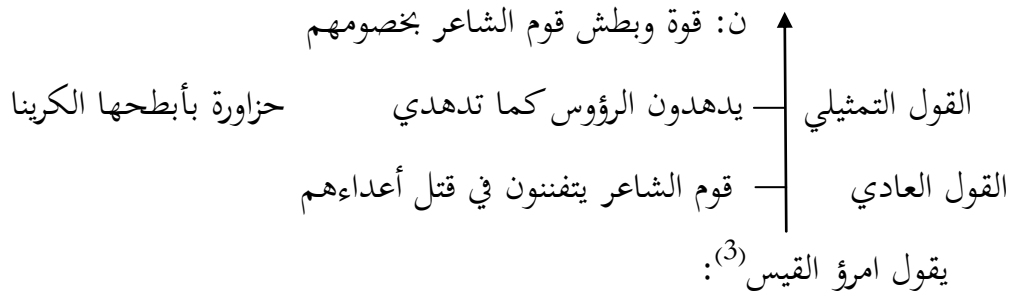 ن: قوة وبطش قوم الشاعر بخصومهم
القول التمثيلي يدهدون الرؤوس كما تدهدي حزاورة بأبطحها الكرينا
القول العادي قوم الشاعر يتفننون في قتل أعداءهم
يقول امرؤ القيس(3):